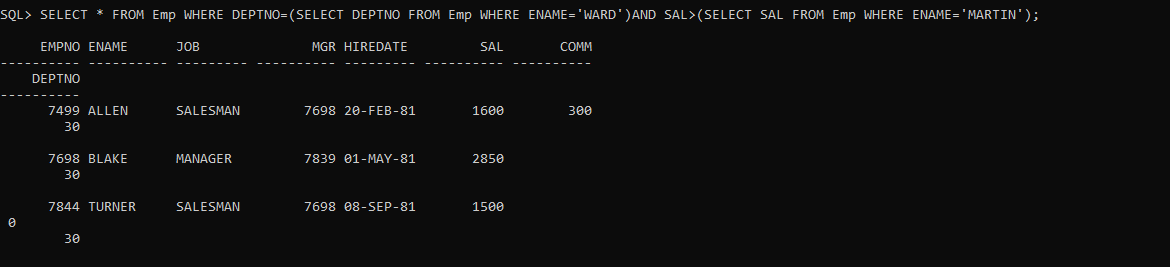 SQL> SELECT * FROM Emp WHERE DEPTNO=(SELECT DEPTNO FROM Emp WHERE ENAME='WARD')AND SAL>(SELECT SAL FROM Emp WHERE ENAME='MARTIN');
     EMPNO ENAME      JOB              MGR HIREDATE         SAL       COMM
---------- ---------- --------- ---------- --------- ---------- ----------
    DEPTNO
----------
      7499 ALLEN      SALESMAN        7698 20-FEB-81       1600        300
        30
      7698 BLAKE      MANAGER         7839 01-MAY-81       2850
        30
      7844 TURNER     SALESMAN        7698 08-SEP-81       1500
 0
        30